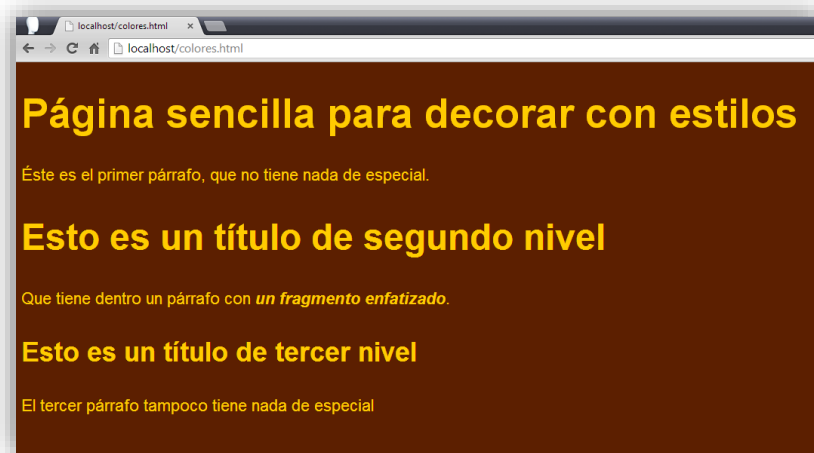 localhost/colores.html ×
localhost/colores.html
Página sencilla para decorar con estilos
Éste es el primer párrafo, que no tiene nada de especial.
Esto es un título de segundo nivel
Que tiene dentro un párrafo con un fragmento enfatizado.
Esto es un título de tercer nivel
El tercer párrafo tampoco tiene nada de especial